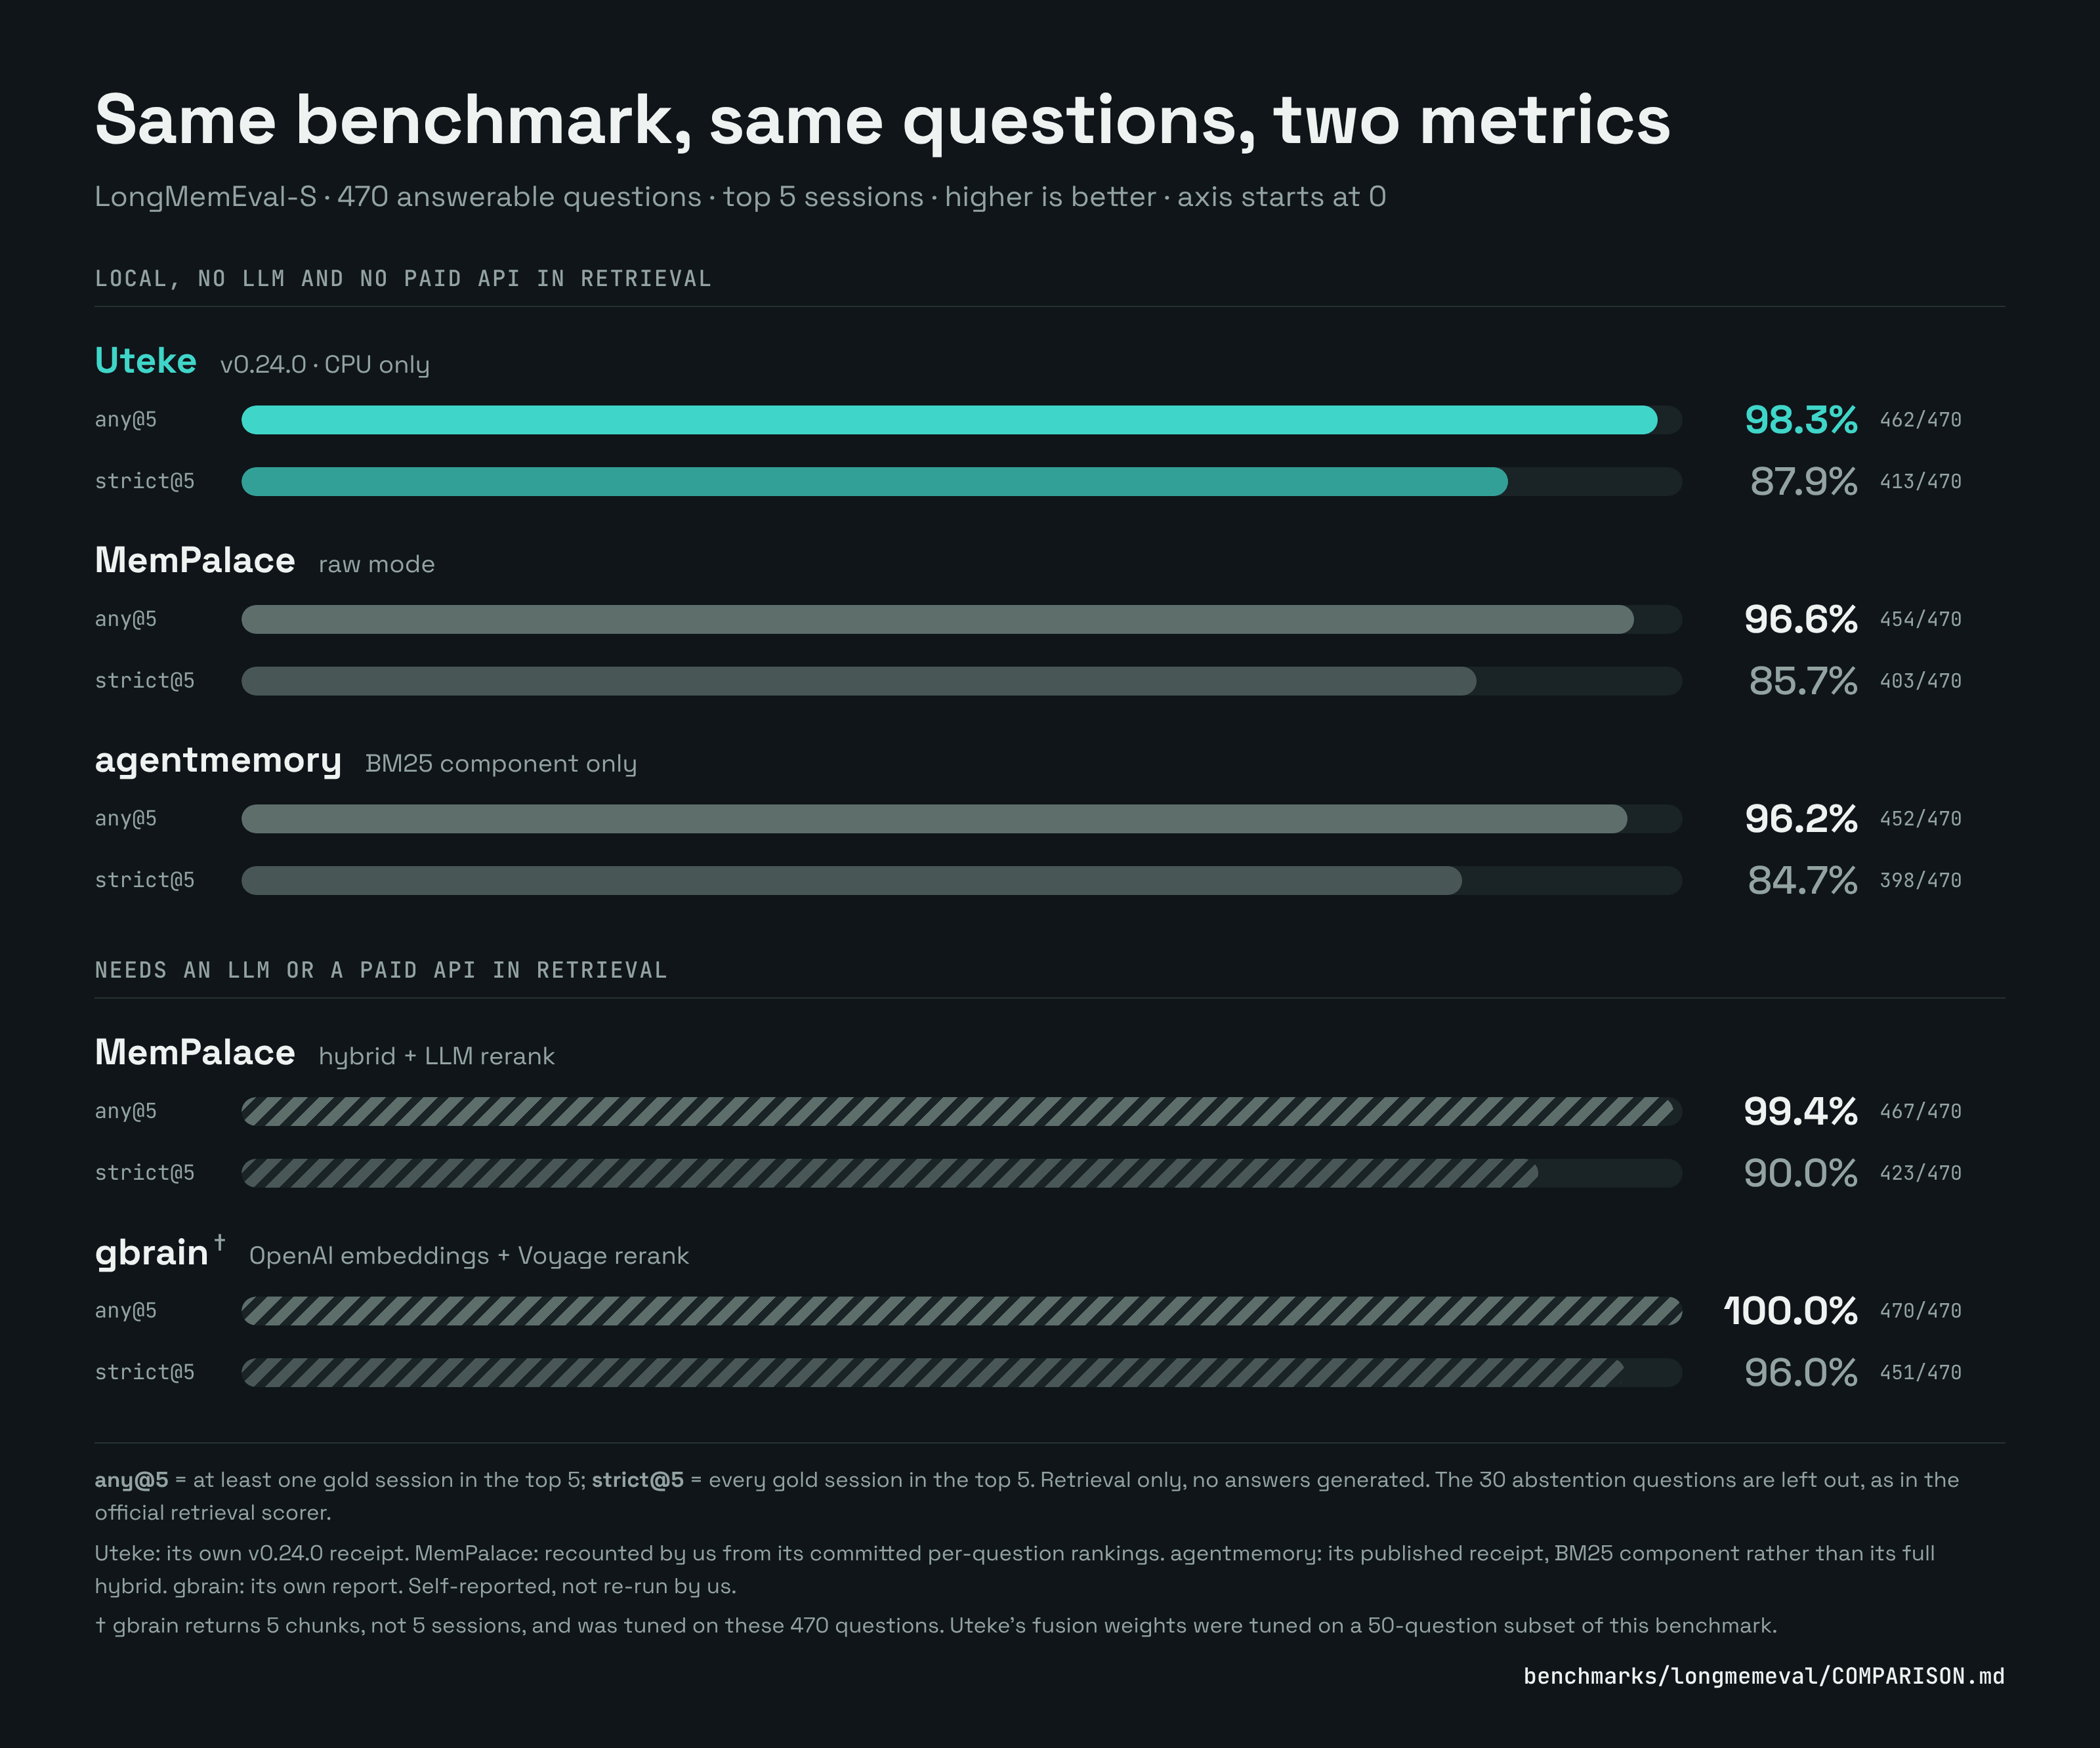 Same benchmark, same questions, two metrics
LongMemEval-S · 470 answerable questions · top 5 sessions · higher is better · axis starts at 0
LOCAL, NO LLM AND NO PAID API IN RETRIEVAL
Uteke v0.24.0 · CPU only
any@5 98.3% 462/470
strict@5 87.9% 413/470
MemPalace raw mode
any@5 96.6% 454/470
strict@5 85.7% 403/470
agentmemory BM25 component only
any@5 96.2% 452/470
strict@5 84.7% 398/470
NEEDS AN LLM OR A PAID API IN RETRIEVAL
MemPalace hybrid + LLM rerank
any@5 99.4% 467/470
strict@5 90.0% 423/470
gbrain† OpenAI embeddings + Voyage rerank
any@5 100.0% 470/470
strict@5 96.0% 451/470
any@5 = at least one gold session in the top 5; strict@5 = every gold session in the top 5. Retrieval only, no answers generated. The 30 abstention questions are left out, as in the
official retrieval scorer.
Uteke: its own v0.24.0 receipt. MemPalace: recounted by us from its committed per-question rankings. agentmemory: its published receipt, BM25 component rather than its full
hybrid. gbrain: its own report. Self-reported, not re-run by us.
† gbrain returns 5 chunks, not 5 sessions, and was tuned on these 470 questions. Uteke's fusion weights were tuned on a 50-question subset of this benchmark.
benchmarks/longmemeval/COMPARISON.md